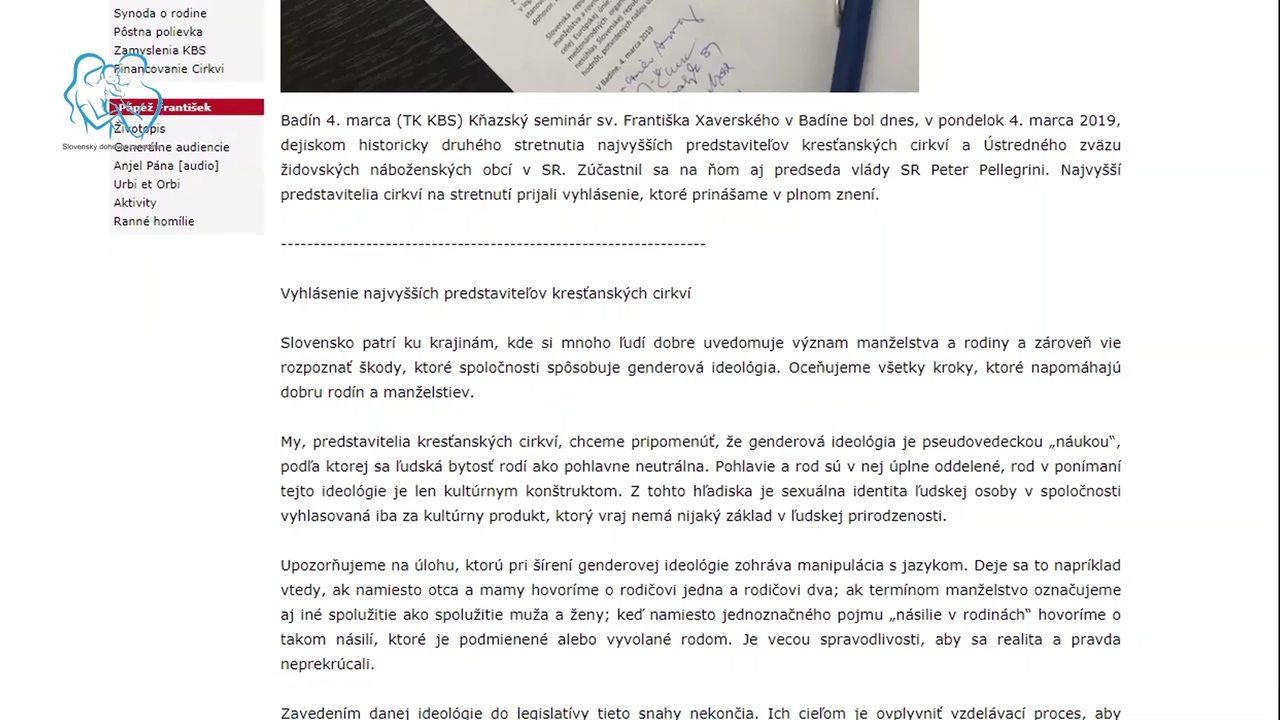 Synoda o rodine
Pôstna polievka
Zamyslenia KBS
Financovanie Cirkvi
Pápež František
Životopis
Generálne audiencie
Anjel Pána [audio]
Urbi et Orbi
Aktivity
Ranné homílie
Slovenský
v Badíne, 4. marca 2019
Badín 4. marca (TK KBS) Kňazský seminár sv. Františka Xaverského v Badíne bol dnes, v pondelok 4. marca 2019,
dejiskom historicky druhého stretnutia najvyšších predstaviteľov kresťanských cirkví a Ústredného zväzu
židovských náboženských obcí v SR. Zúčastnil sa na ňom aj predseda vlády SR Peter Pellegrini. Najvyšší
predstavitelia cirkví na stretnutí prijali vyhlásenie, ktoré prinášame v plnom znení.
-----------------------------------------------------------------
Vyhlásenie najvyšších predstaviteľov kresťanských cirkví
Slovensko patrí ku krajinám, kde si mnoho ľudí dobre uvedomuje význam manželstva a rodiny a zároveň vie
rozpoznať škody, ktoré spoločnosti spôsobuje genderová ideológia. Oceňujeme všetky kroky, ktoré napomáhajú
dobru rodín a manželstiev.
My, predstavitelia kresťanských cirkví, chceme pripomenúť, že genderová ideológia je pseudovedeckou „náukou“,
podľa ktorej sa ľudská bytosť rodí ako pohlavne neutrálna. Pohlavie a rod sú v nej úplne oddelené, rod v ponímaní
tejto ideológie je len kultúrnym konštruktom. Z tohto hľadiska je sexuálna identita ľudskej osoby v spoločnosti
vyhlasovaná iba za kultúrny produkt, ktorý vraj nemá nijaký základ v ľudskej prirodzenosti.
Upozorňujeme na úlohu, ktorú pri šírení genderovej ideológie zohráva manipulácia s jazykom. Deje sa to napríklad
vtedy, ak namiesto otca a mamy hovoríme o rodičovi jedna a rodičovi dva; ak termínom manželstvo označujeme
aj iné spolužitie ako spolužitie muža a ženy; keď namiesto jednoznačného pojmu „násilie v rodinách“ hovoríme o
takom násilí, ktoré je podmienené alebo vyvolané rodom. Je vecou spravodlivosti, aby sa realita a pravda
neprekrúcali.
Zavedením danej ideológie do legislatívy tieto snahy nekončia. Ich cieľom je ovplyvniť vzdelávací proces, aby